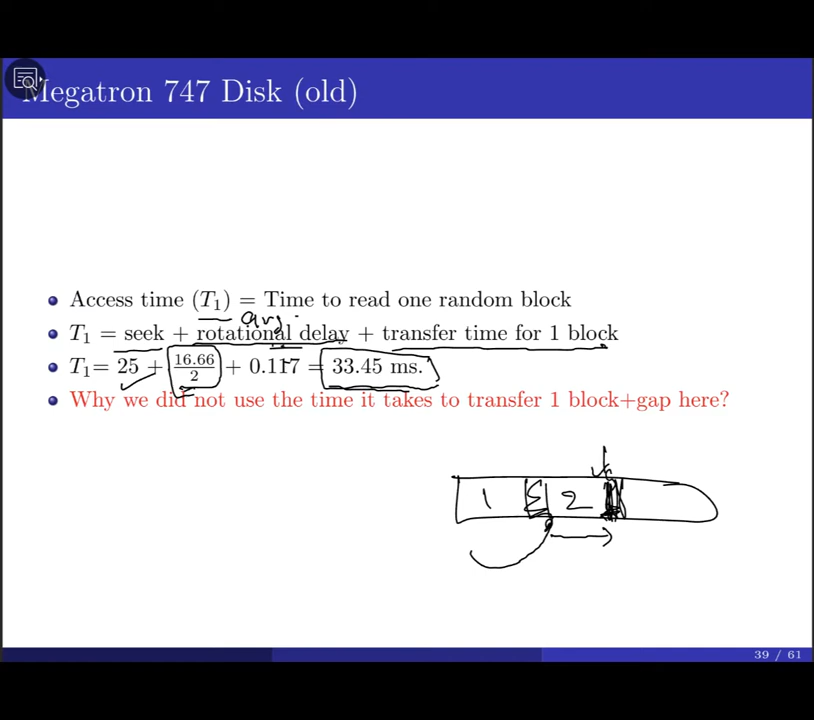 Megatron 747 Disk (old)
Access time (T₁) = Time to read one random block
avg.
T₁ = seek + rotational delay + transfer time for 1 block
T₁= 25 + 16.66/2 + 0.117 = 33.45 ms.
Why we did not use the time it takes to transfer 1 block+gap here?
1 2
39 / 61